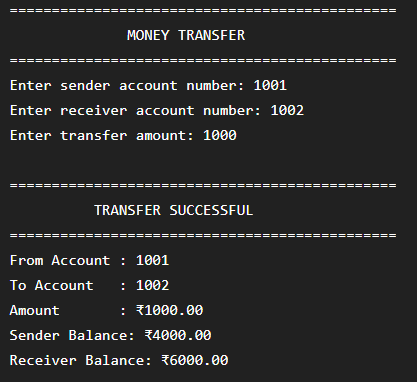 ==============================================
MONEY TRANSFER
==============================================
Enter sender account number: 1001
Enter receiver account number: 1002
Enter transfer amount: 1000
==============================================
TRANSFER SUCCESSFUL
==============================================
From Account : 1001
To Account   : 1002
Amount       : ₹1000.00
Sender Balance: ₹4000.00
Receiver Balance: ₹6000.00